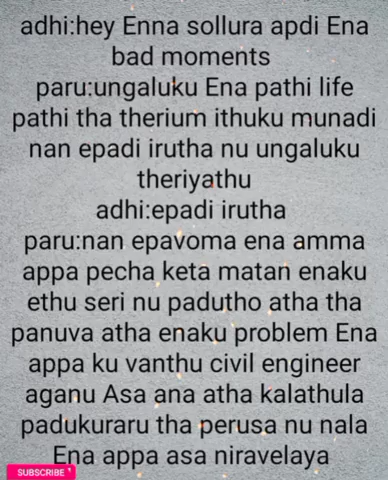 adhi:hey Enna sollura apdi Ena
bad moments
paru:ungaluku Ena pathi life
pathi tha therium ithuku munadi
nan epadi irutha nu ungaluku
theriyathu
adhi:epadi irutha
paru:nan epavoma ena amma
appa pecha keta matan enaku
ethu seri nu padutho atha tha
panuva atha enaku problem Ena
appa ku vanthu civil engineer
aganu Asa ana atha kalathula
padukuraru tha perusa nu nala
Ena appa asa niravelaya
SUBSCRIBE